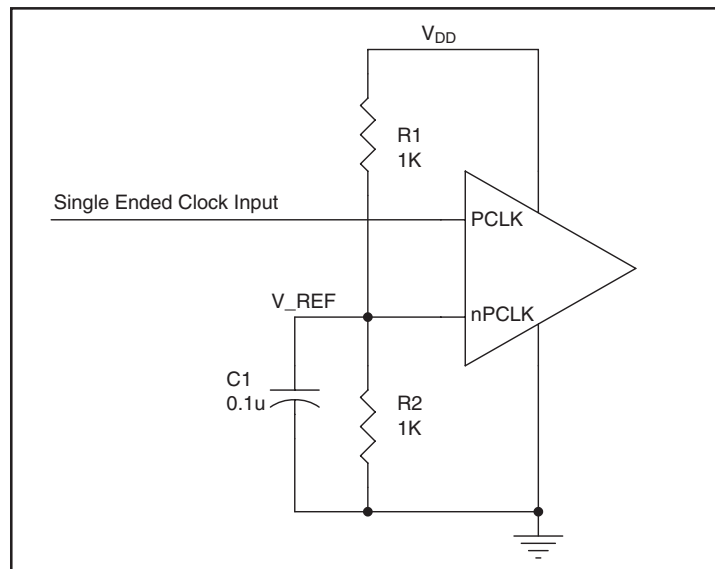 VDD
R1
1K
Single Ended Clock Input
PCLK
V_REF
nPCLK
C1
0.1u
R2
1K